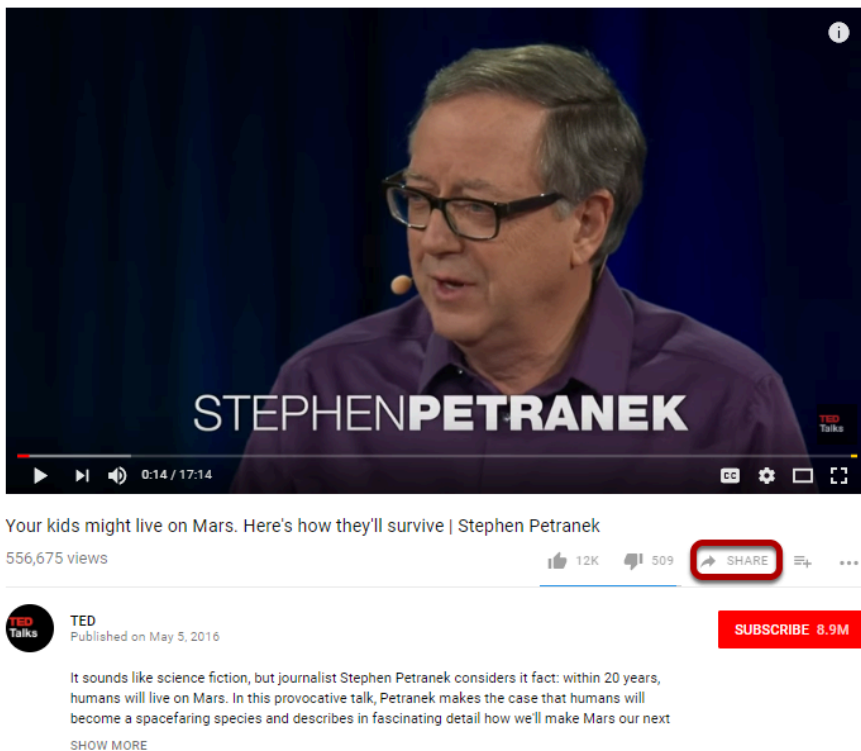 STEPHENPETRANEK
TED
Talks
0:14 / 17:14
CC
Your kids might live on Mars. Here's how they'll survive | Stephen Petranek
556,675 views
12K 509 SHARE
TED
Talks
TED
Published on May 5, 2016
SUBSCRIBE 8.9M
It sounds like science fiction, but journalist Stephen Petranek considers it fact: within 20 years,
humans will live on Mars. In this provocative talk, Petranek makes the case that humans will
become a spacefaring species and describes in fascinating detail how we'll make Mars our next
SHOW MORE